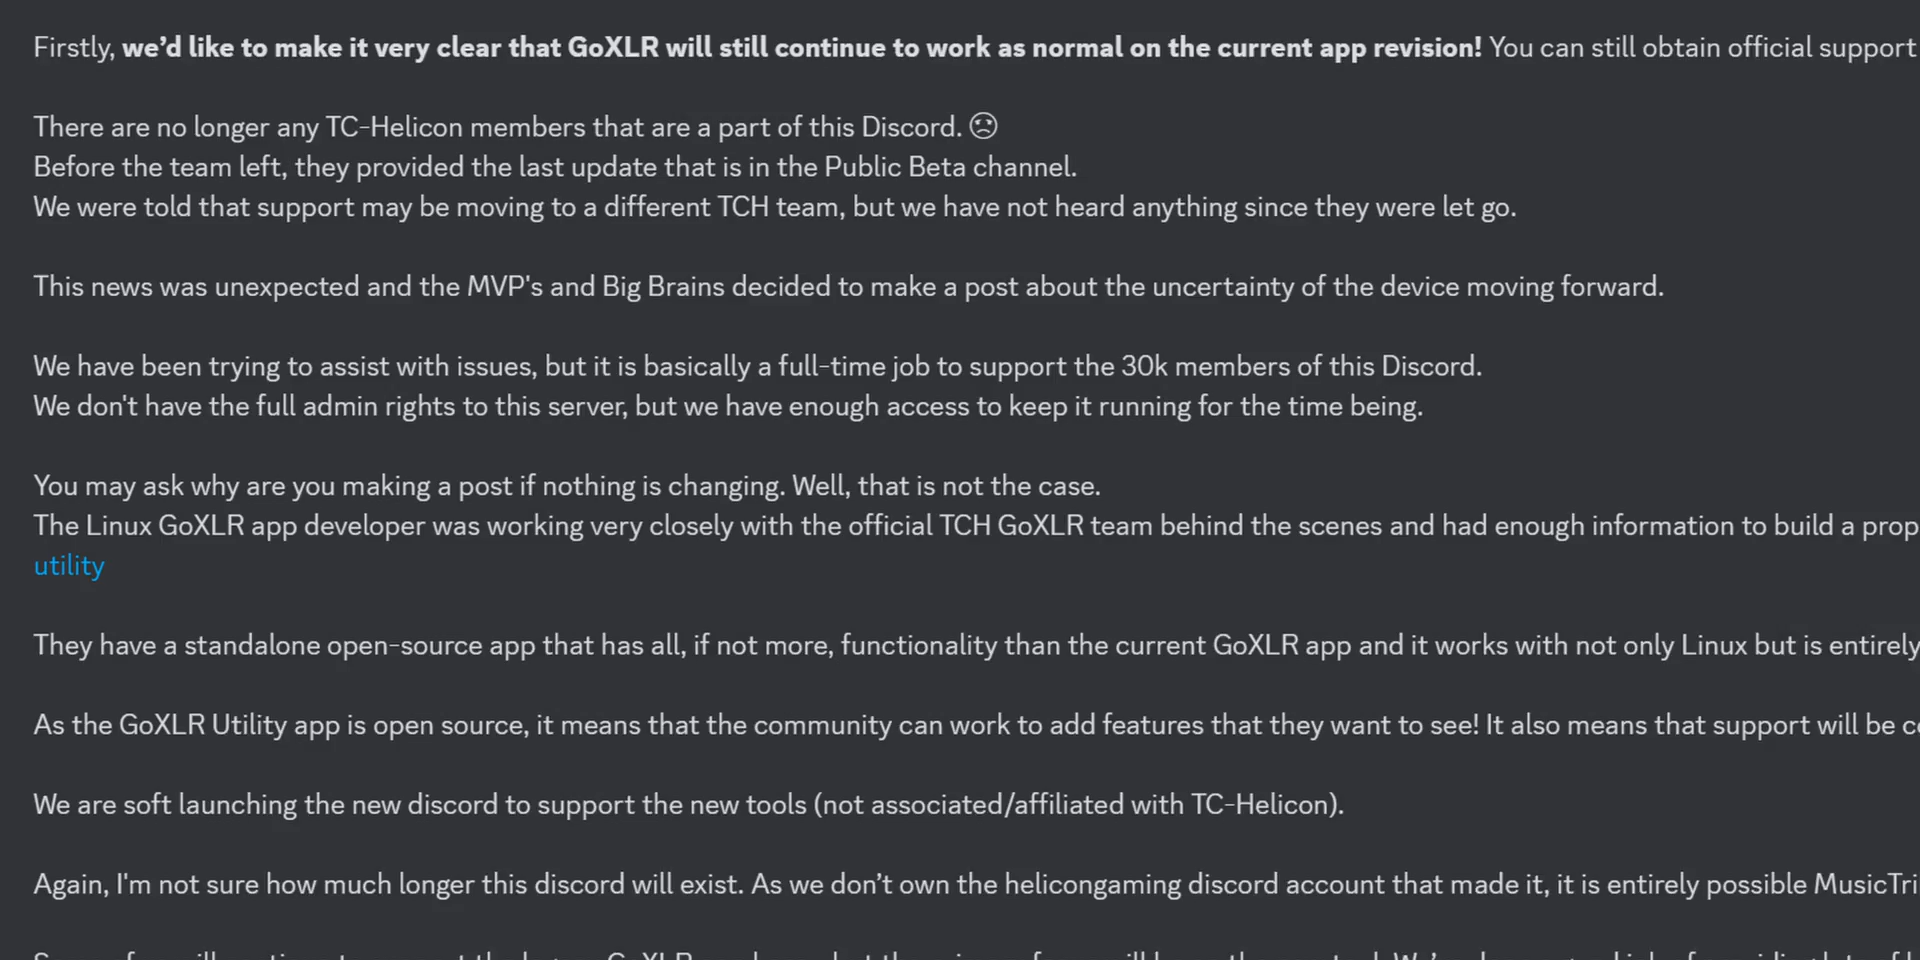 Firstly, we’d like to make it very clear that GoXLR will still continue to work as normal on the current app revision! You can still obtain official support
There are no longer any TC-Helicon members that are a part of this Discord. ☹
Before the team left, they provided the last update that is in the Public Beta channel.
We were told that support may be moving to a different TCH team, but we have not heard anything since they were let go.
This news was unexpected and the MVP's and Big Brains decided to make a post about the uncertainty of the device moving forward.
We have been trying to assist with issues, but it is basically a full-time job to support the 30k members of this Discord.
We don't have the full admin rights to this server, but we have enough access to keep it running for the time being.
You may ask why are you making a post if nothing is changing. Well, that is not the case.
The Linux GoXLR app developer was working very closely with the official TCH GoXLR team behind the scenes and had enough information to build a prop
utility
They have a standalone open-source app that has all, if not more, functionality than the current GoXLR app and it works with not only Linux but is entirely
As the GoXLR Utility app is open source, it means that the community can work to add features that they want to see! It also means that support will be c
We are soft launching the new discord to support the new tools (not associated/affiliated with TC-Helicon).
Again, I'm not sure how much longer this discord will exist. As we don’t own the helicongaming discord account that made it, it is entirely possible MusicTri